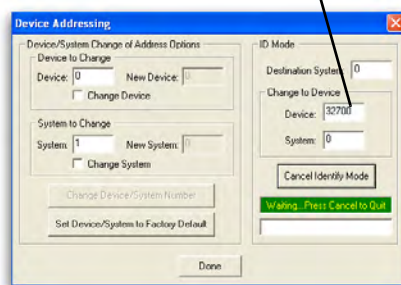 Device Addressing
Device/System Change of Address Options
Device to Change
Device: 0 New Device: 0
Change Device
System to Change
System: 1 New System: 0
Change System
Change Device/System Number
Set Device/System to Factory Default
ID Mode
Destination System: 0
Change to Device
Device: 32700
System: 0
Cancel Identify Mode
Waiting...Press Cancel to Quit
Done